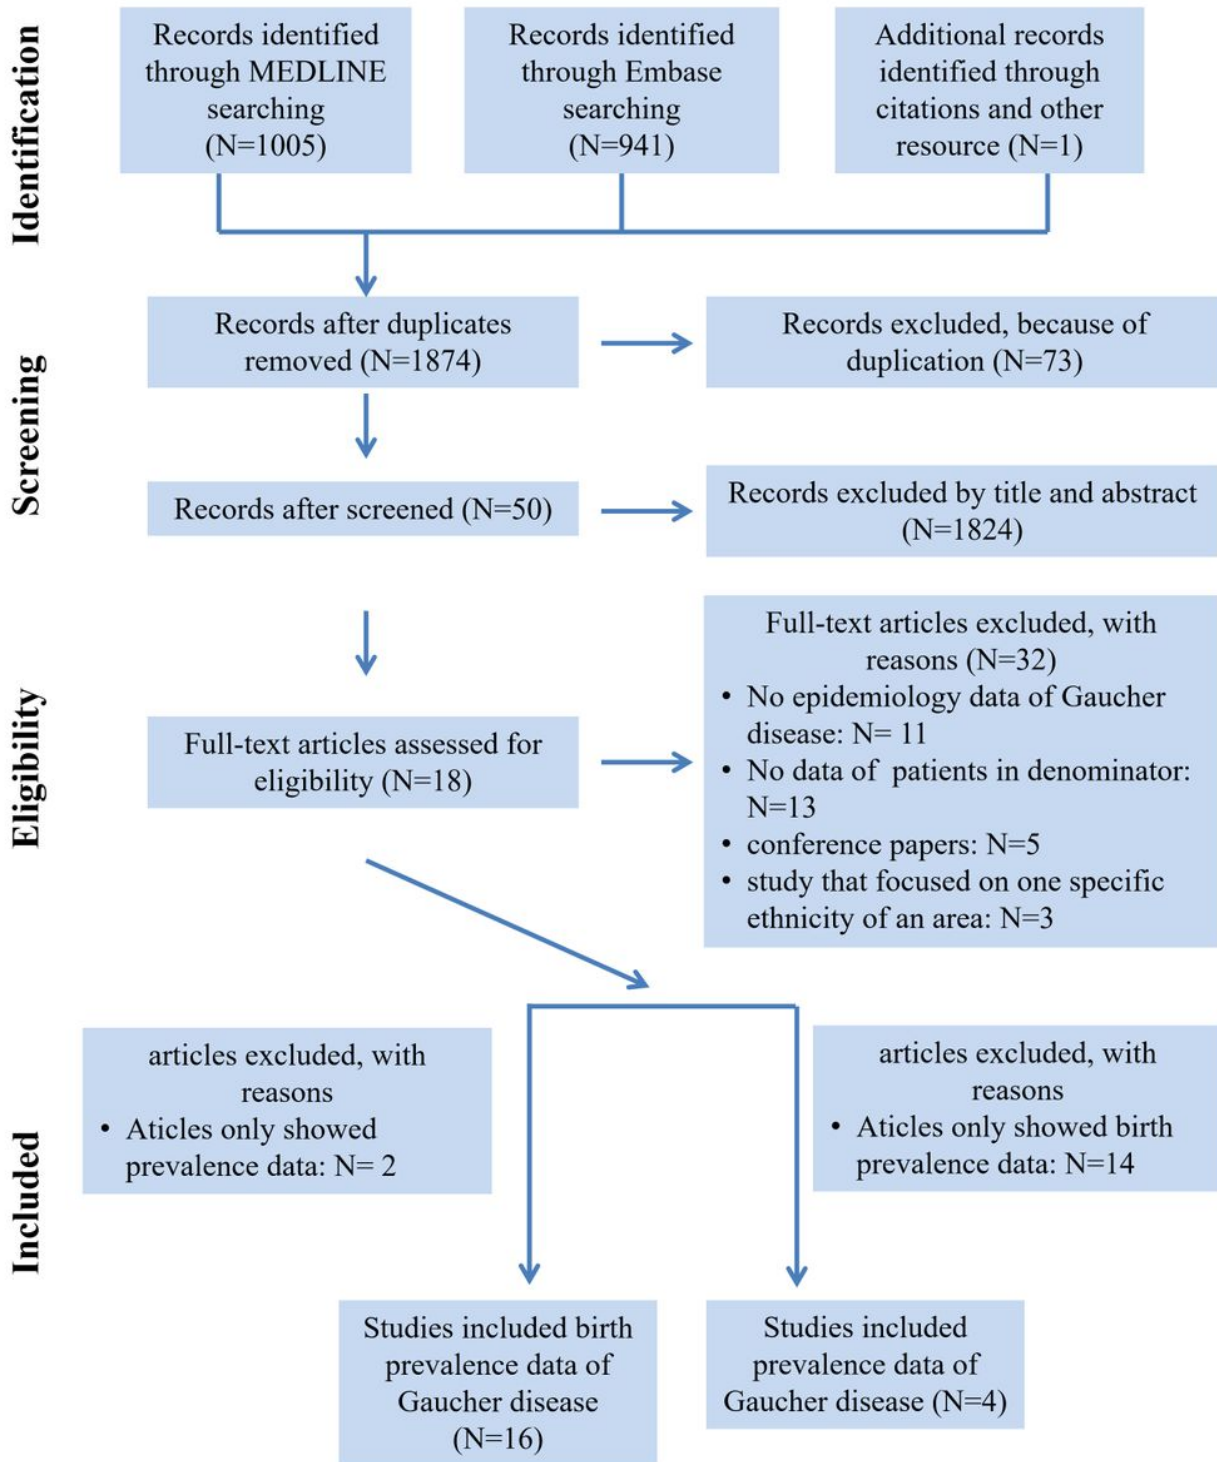 Identification
Records identified
through MEDLINE
searching
(N=1005)
Records identified
through Embase
searching
(N=941)
Additional records
identified through
citations and other
resource (N=1)
Screening
Records after duplicates
removed (N=1874)
Records excluded, because of
duplication (N=73)
Records after screened (N=50)
Records excluded by title and abstract
(N=1824)
Eligibility
Full-text articles assessed for
eligibility (N=18)
Full-text articles excluded, with
reasons (N=32)
• No epidemiology data of Gaucher
disease: N= 11
• No data of patients in denominator:
N=13
• conference papers: N=5
• study that focused on one specific
ethnicity of an area: N=3
Included
articles excluded, with
reasons
• Aticles only showed
prevalence data: N= 2
articles excluded, with
reasons
• Aticles only showed birth
prevalence data: N=14
Studies included birth
prevalence data of
Gaucher disease
(N=16)
Studies included
prevalence data of
Gaucher disease (N=4)